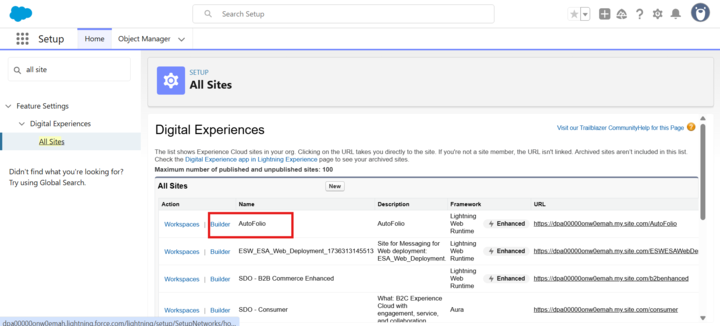 Search Setup
Setup
Home
Object Manager
all site
Feature Settings
Digital Experiences
All Sites
Didn't find what you're looking for?
Try using Global Search.
SETUP
All Sites
Digital Experiences
Visit our Trailblazer Community
Help for this Page
The list shows Experience Cloud sites in your org. Clicking on the URL takes you directly to the site. If you're not a site member, the URL isn't linked. Archived sites aren't included in this list.
Check the Digital Experience app in Lightning Experience page to see your archived sites.
Maximum number of published and unpublished sites: 100
All Sites
New
Action Name Description Framework URL
Workspaces | Builder AutoFolio AutoFolio Lightning Web Runtime Enhanced https://dpa00000onw0emah.my.site.com/AutoFolio
Workspaces | Builder ESW_ESA_Web_Deployment_1736313145513 Site for Messaging for Web deployment: ESA_Web_Deployment. Lightning Web Runtime Enhanced https://dpa00000onw0emah.my.site.com/ESWESAWebDe
Workspaces | Builder SDO - B2B Commerce Enhanced Lightning Web Runtime Enhanced https://dpa00000onw0emah.my.site.com/b2benhanced
Workspaces | Builder SDO - Consumer What: B2C Experience Cloud with engagement, service, and collaboration Aura https://dpa00000onw0emah.my.site.com/consumer
dpa00000onw0emah.lightning.force.com/lightning/setup/SetupNetworks/ho...